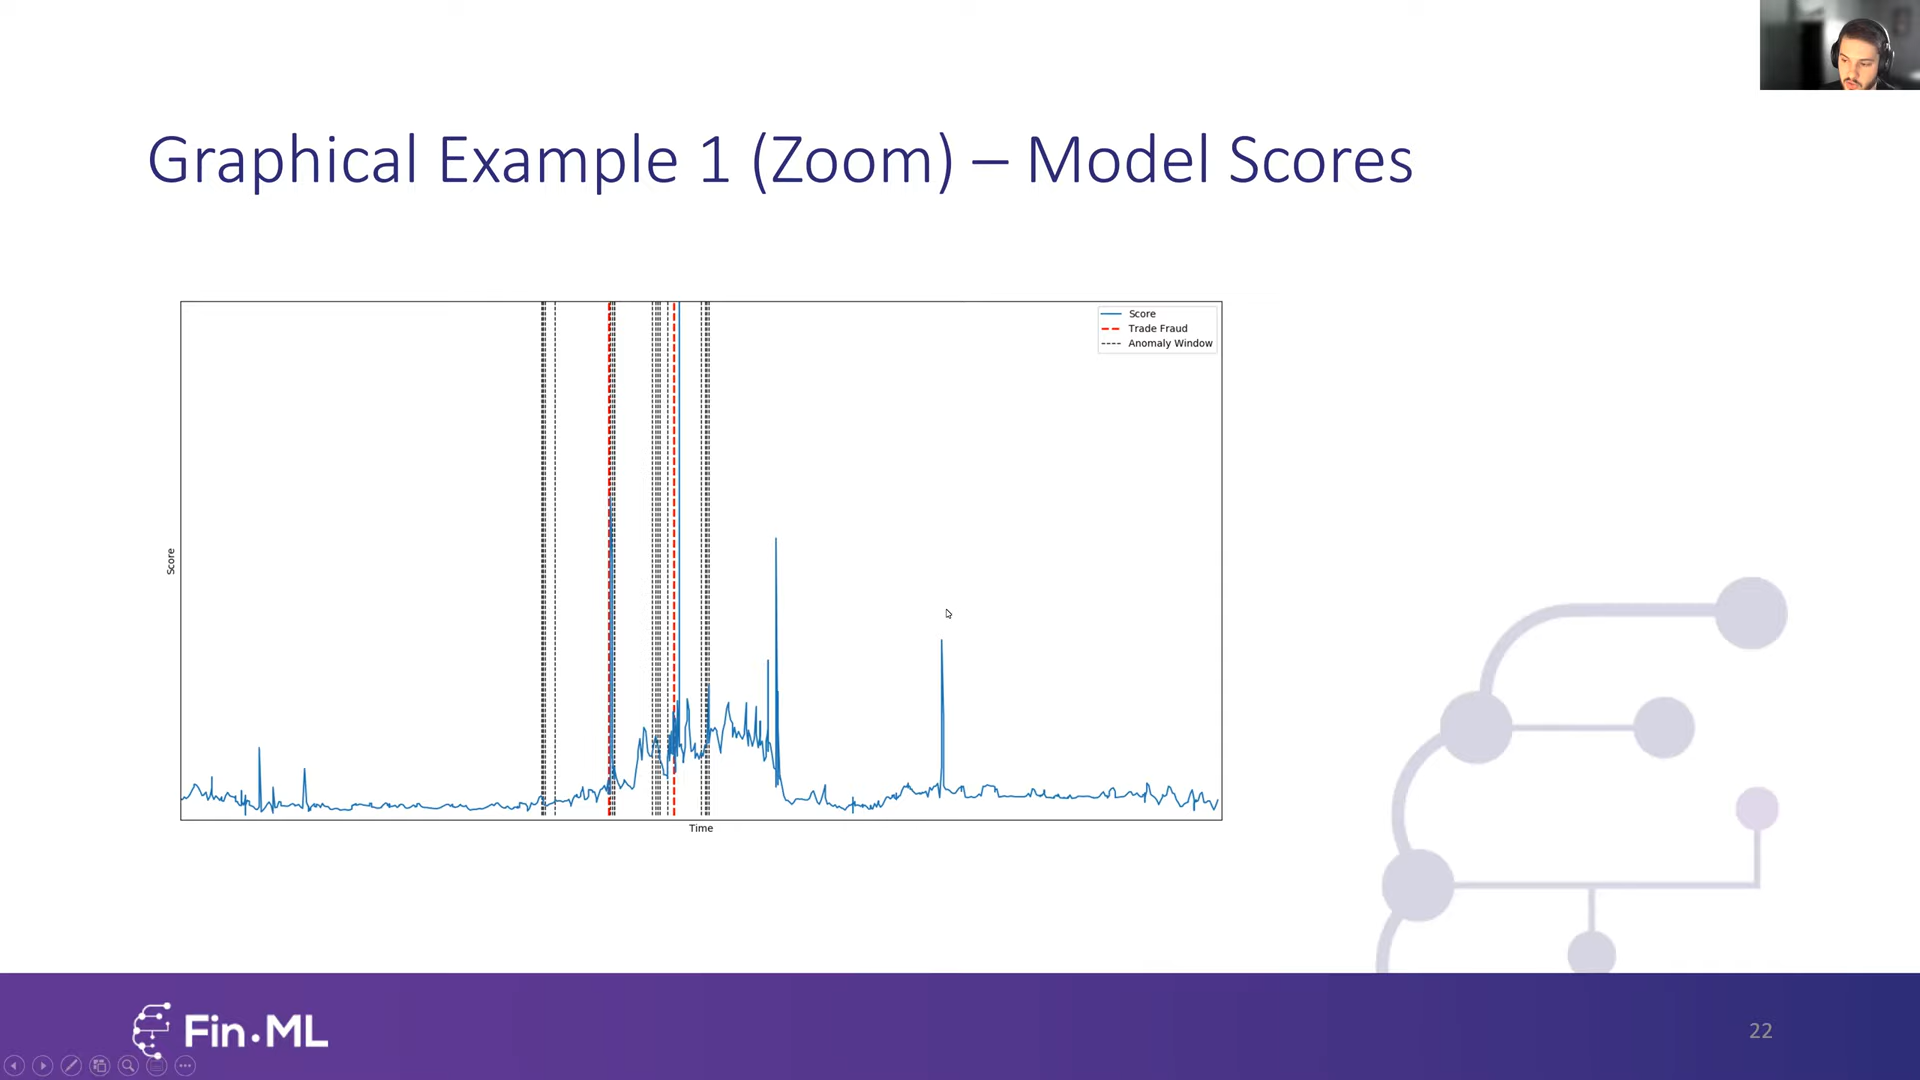 Graphical Example 1 (Zoom) – Model Scores
Score
Trade Fraud
Anomaly Window
Score
Time
Fin·ML
22